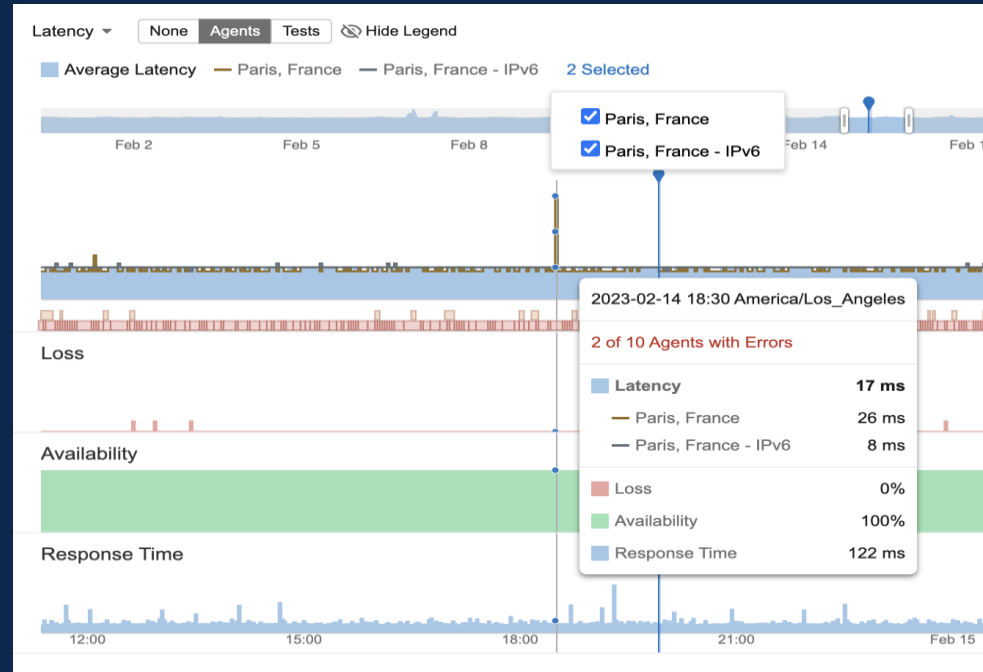 Latency None Agents Tests Hide Legend
Average Latency Paris, France Paris, France - IPv6 2 Selected
Paris, France
Paris, France - IPv6
Feb 2 Feb 5 Feb 8 Feb 14 Feb 1
2023-02-14 18:30 America/Los_Angeles
2 of 10 Agents with Errors
Latency 17 ms
Paris, France 26 ms
Paris, France - IPv6 8 ms
Loss 0%
Availability 100%
Response Time 122 ms
Loss
Availability
Response Time
12:00 15:00 18:00 21:00 Feb 15